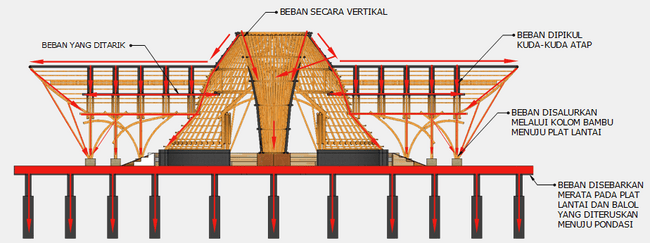 BEBAN SECARA VERTIKAL
BEBAN YANG DITARIK
BEBAN DIPIKUL
KUDA-KUDA ATAP
BEBAN DISALURKAN
MELALUI KOLOM BAMBU
MENUJU PLAT LANTAI
BEBAN DISEBARKAN
MERATA PADA PLAT
LANTAI DAN BALOL
YANG DITERUSKAN
MENUJU PONDASI